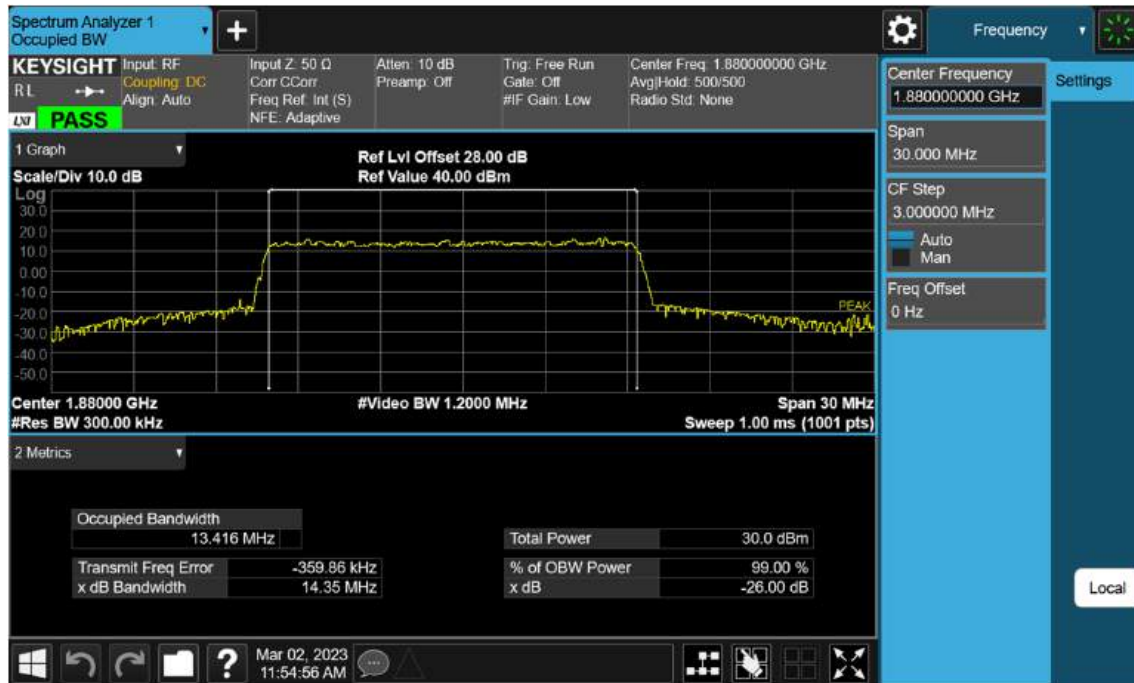 Spectrum Analyzer 1
Occupied BW
+
Frequency
KEYSIGHT
RL
LXI PASS
Input: RF
Coupling: DC
Align: Auto
Input Z: 50 Ω
Corr CCorr
Freq Ref: Int (S)
NFE: Adaptive
Atten: 10 dB
Preamp: Off
Trig: Free Run
Gate: Off
#IF Gain: Low
Center Freq: 1.880000000 GHz
Avg|Hold: 500/500
Radio Std: None
Center Frequency
1.880000000 GHz
Settings
Span
30.000 MHz
CF Step
3.000000 MHz
Auto
Man
Freq Offset
0 Hz
Local
1 Graph
Scale/Div 10.0 dB
Ref Lvl Offset 28.00 dB
Ref Value 40.00 dBm
Log
30.0
20.0
10.0
0.00
-10.0
-20.0
-30.0
-40.0
-50.0
PEAK
Center 1.88000 GHz
#Video BW 1.2000 MHz
Span 30 MHz
#Res BW 300.00 kHz
Sweep 1.00 ms (1001 pts)
2 Metrics
Occupied Bandwidth
13.416 MHz
Total Power 30.0 dBm
Transmit Freq Error -359.86 kHz
% of OBW Power 99.00 %
x dB Bandwidth 14.35 MHz
x dB -26.00 dB
?
Mar 02, 2023
11:54:56 AM